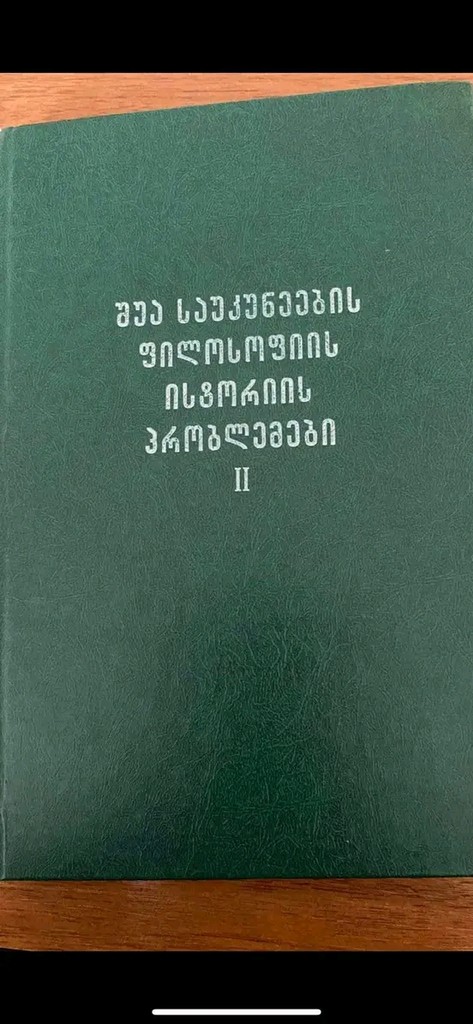 შუა საუკუნეების
ფილოსოფიის
ისტორიის
პრობლემები
II